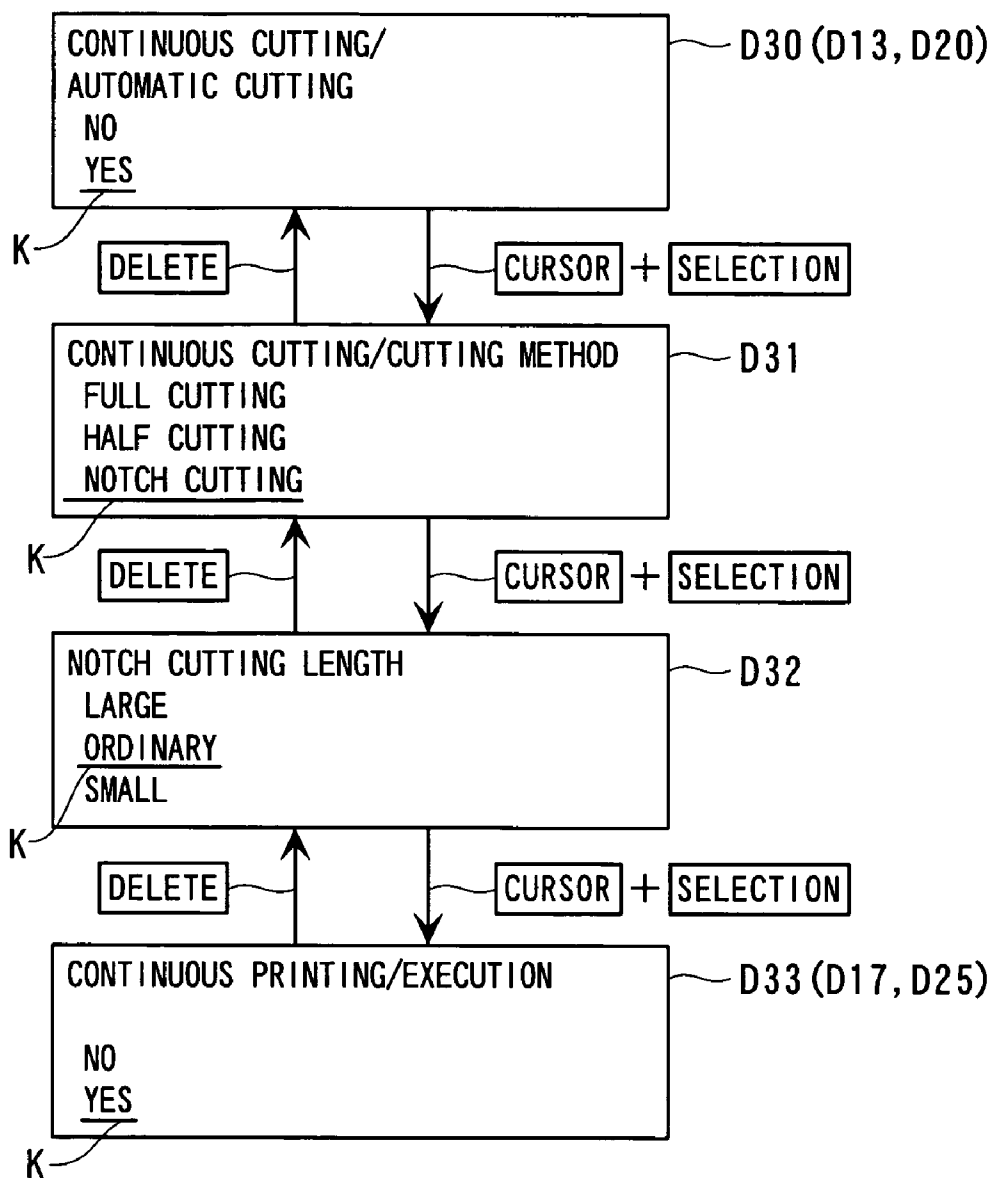 CONTINUOUS CUTTING/
AUTOMATIC CUTTING
NO
YES
D30(D13, D20)
K
DELETE
CURSOR + SELECTION
CONTINUOUS CUTTING/CUTTING METHOD
FULL CUTTING
HALF CUTTING
NOTCH CUTTING
D31
K
DELETE
CURSOR + SELECTION
NOTCH CUTTING LENGTH
LARGE
ORDINARY
SMALL
D32
K
DELETE
CURSOR + SELECTION
CONTINUOUS PRINTING/EXECUTION
NO
YES
D33(D17, D25)
K